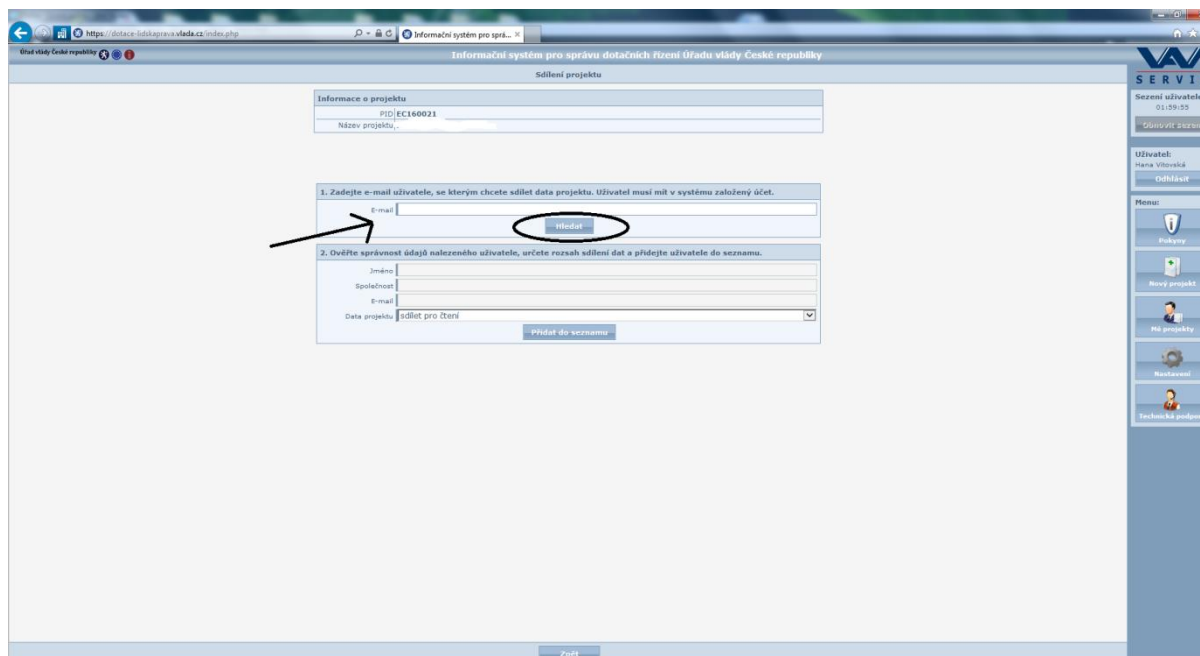 https://dotace-lidskaprava.vlada.cz/index.php
Informační systém pro sprá... ×
Úřad vlády České republiky
Informační systém pro správu dotačních řízení Úřadu vlády České republiky
Sdílení projektu
Informace o projektu
PID EC160021
Název projektu
1. Zadejte e-mail uživatele, se kterým chcete sdílet data projektu. Uživatel musí mít v systému založený účet.
E-mail
Hledat
2. Ověřte správnost údajů nalezeného uživatele, určete rozsah sdílení dat a přidejte uživatele do seznamu.
Jméno
Společnost
E-mail
Data projektu sdílet pro čtení
Přidat do seznamu
Zpět
SERVI
Sezení uživatele
01:59:55
Obnovit
Uživatel:
Hana Vítovská
Odhlásit
Menu:
Pokyny
Nový projekt
Mé projekty
Nastavení
Technická podpo